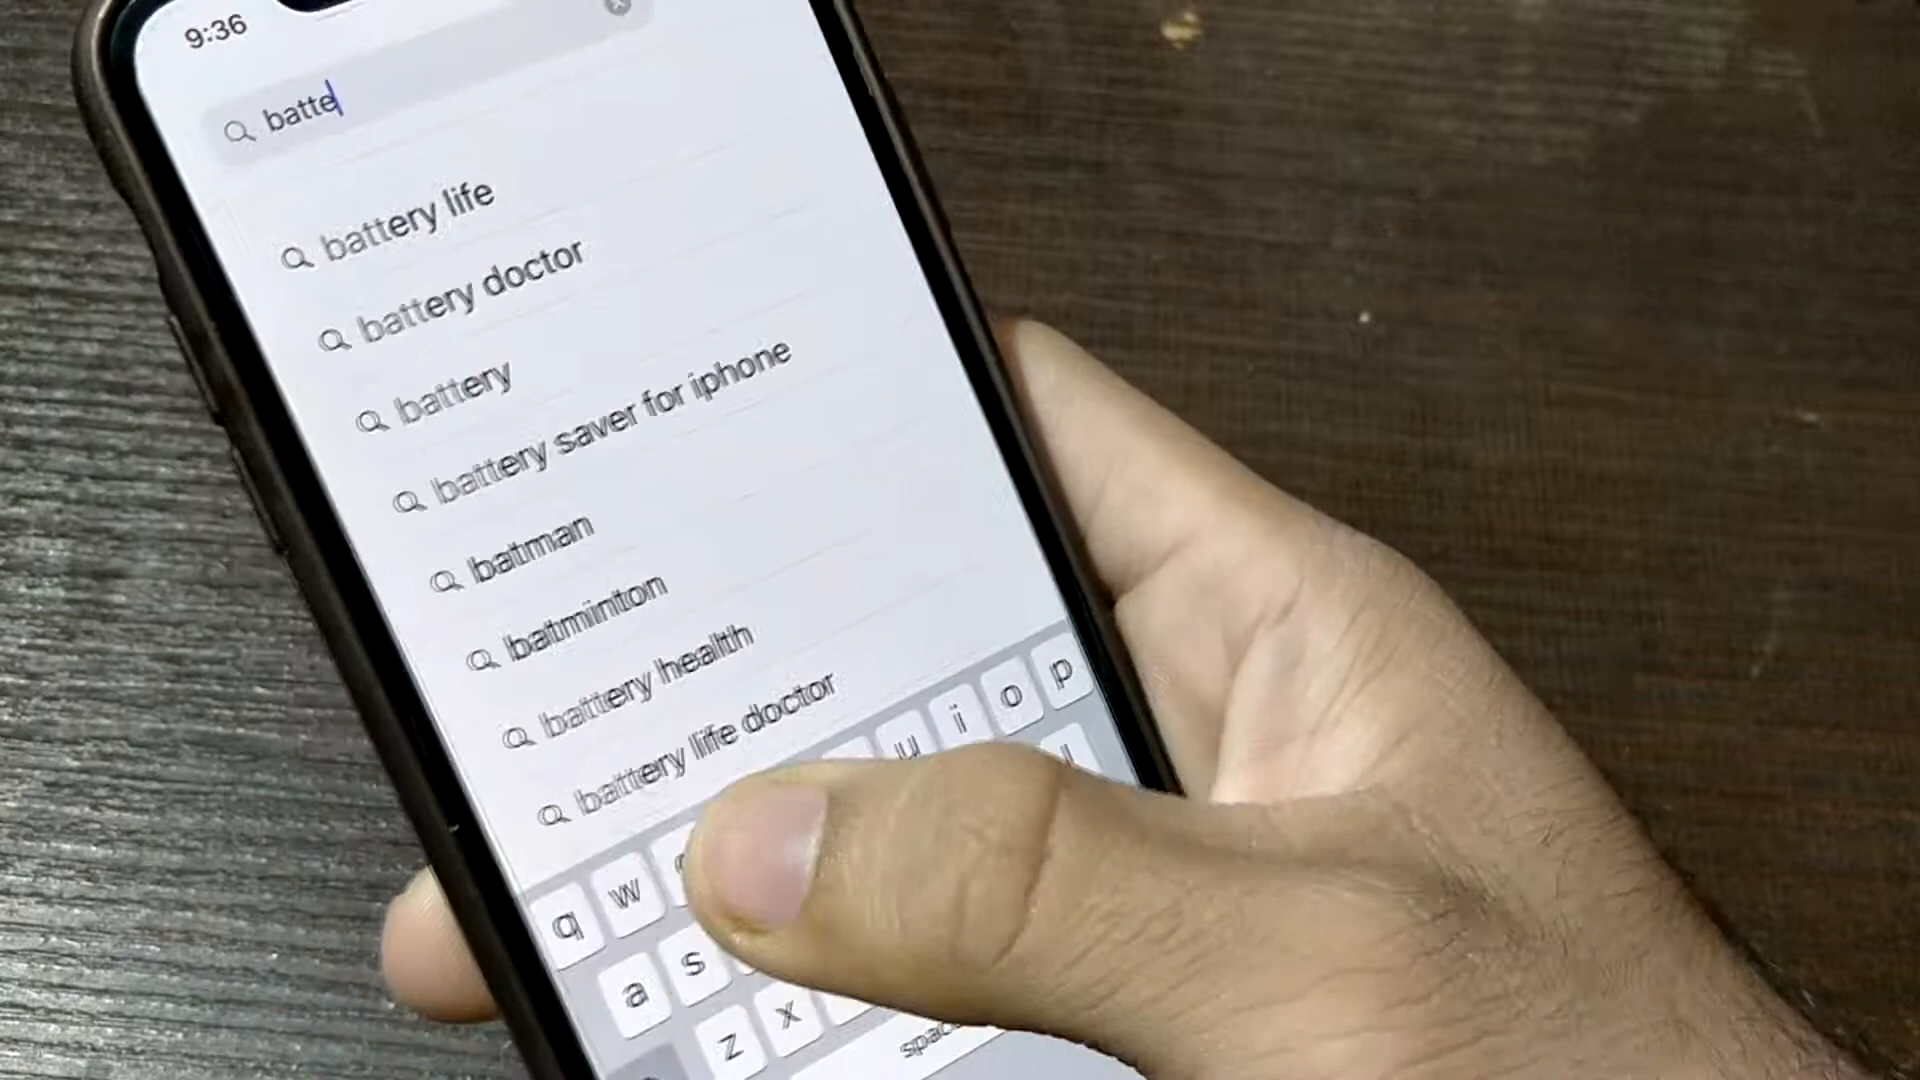 9:36
batte
battery life
battery doctor
battery
battery saver for iphone
batman
batminton
battery health
battery life doctor
q w u i o p
a s l
z x
space